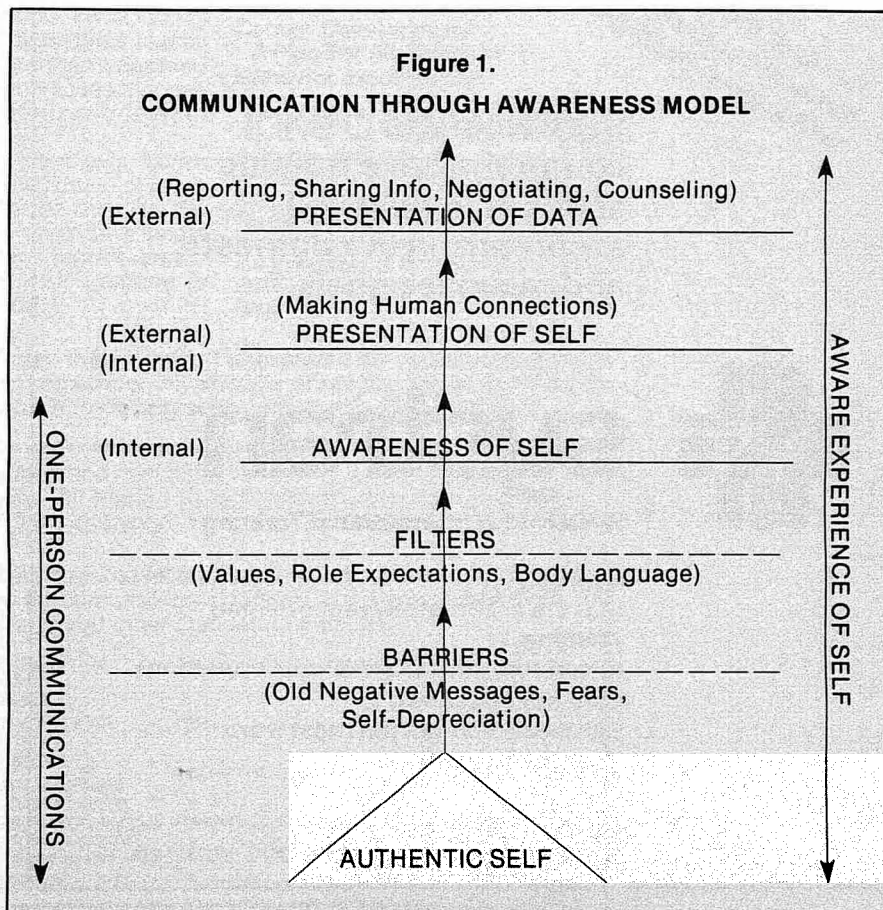 Figure 1.
COMMUNICATION THROUGH AWARENESS MODEL
(Reporting, Sharing Info, Negotiating, Counseling)
(External) PRESENTATION OF DATA
(Making Human Connections)
(External) PRESENTATION OF SELF
(Internal)
(Internal) AWARENESS OF SELF
FILTERS
(Values, Role Expectations, Body Language)
BARRIERS
(Old Negative Messages, Fears,
Self-Depreciation)
AUTHENTIC SELF
ONE-PERSON COMMUNICATIONS
AWARE EXPERIENCE OF SELF